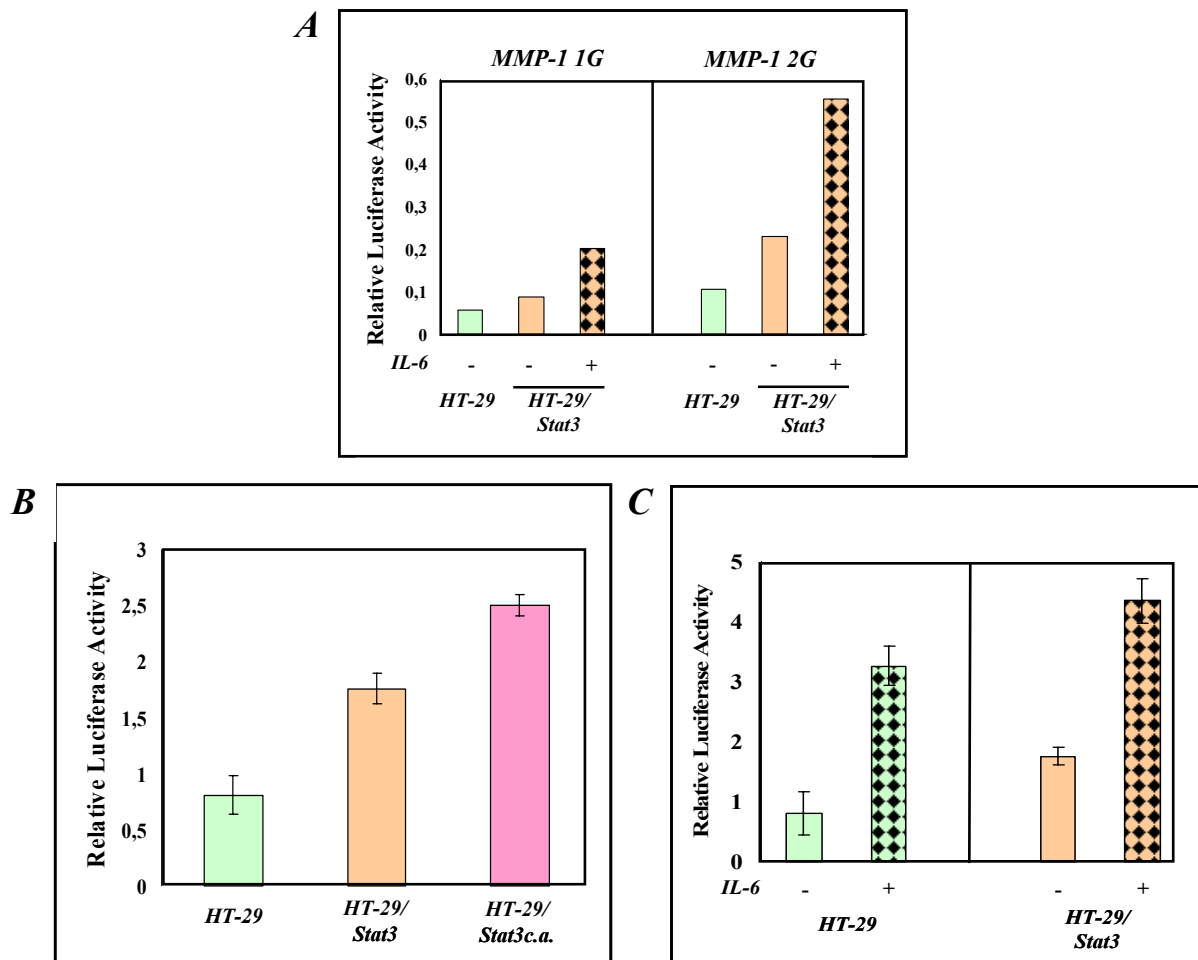 A
MMP-1 1G
MMP-1 2G
Relative Luciferase Activity
0,6
0,5
0,4
0,3
0,2
0,1
0
IL-6 - - + - - +
HT-29 HT-29/ Stat3 HT-29 HT-29/ Stat3
B
Relative Luciferase Activity
3
2,5
2
1,5
1
0,5
0
HT-29 HT-29/ Stat3 HT-29/ Stat3c.a.
C
Relative Luciferase Activity
5
4
3
2
1
0
IL-6 - + - +
HT-29 HT-29/ Stat3